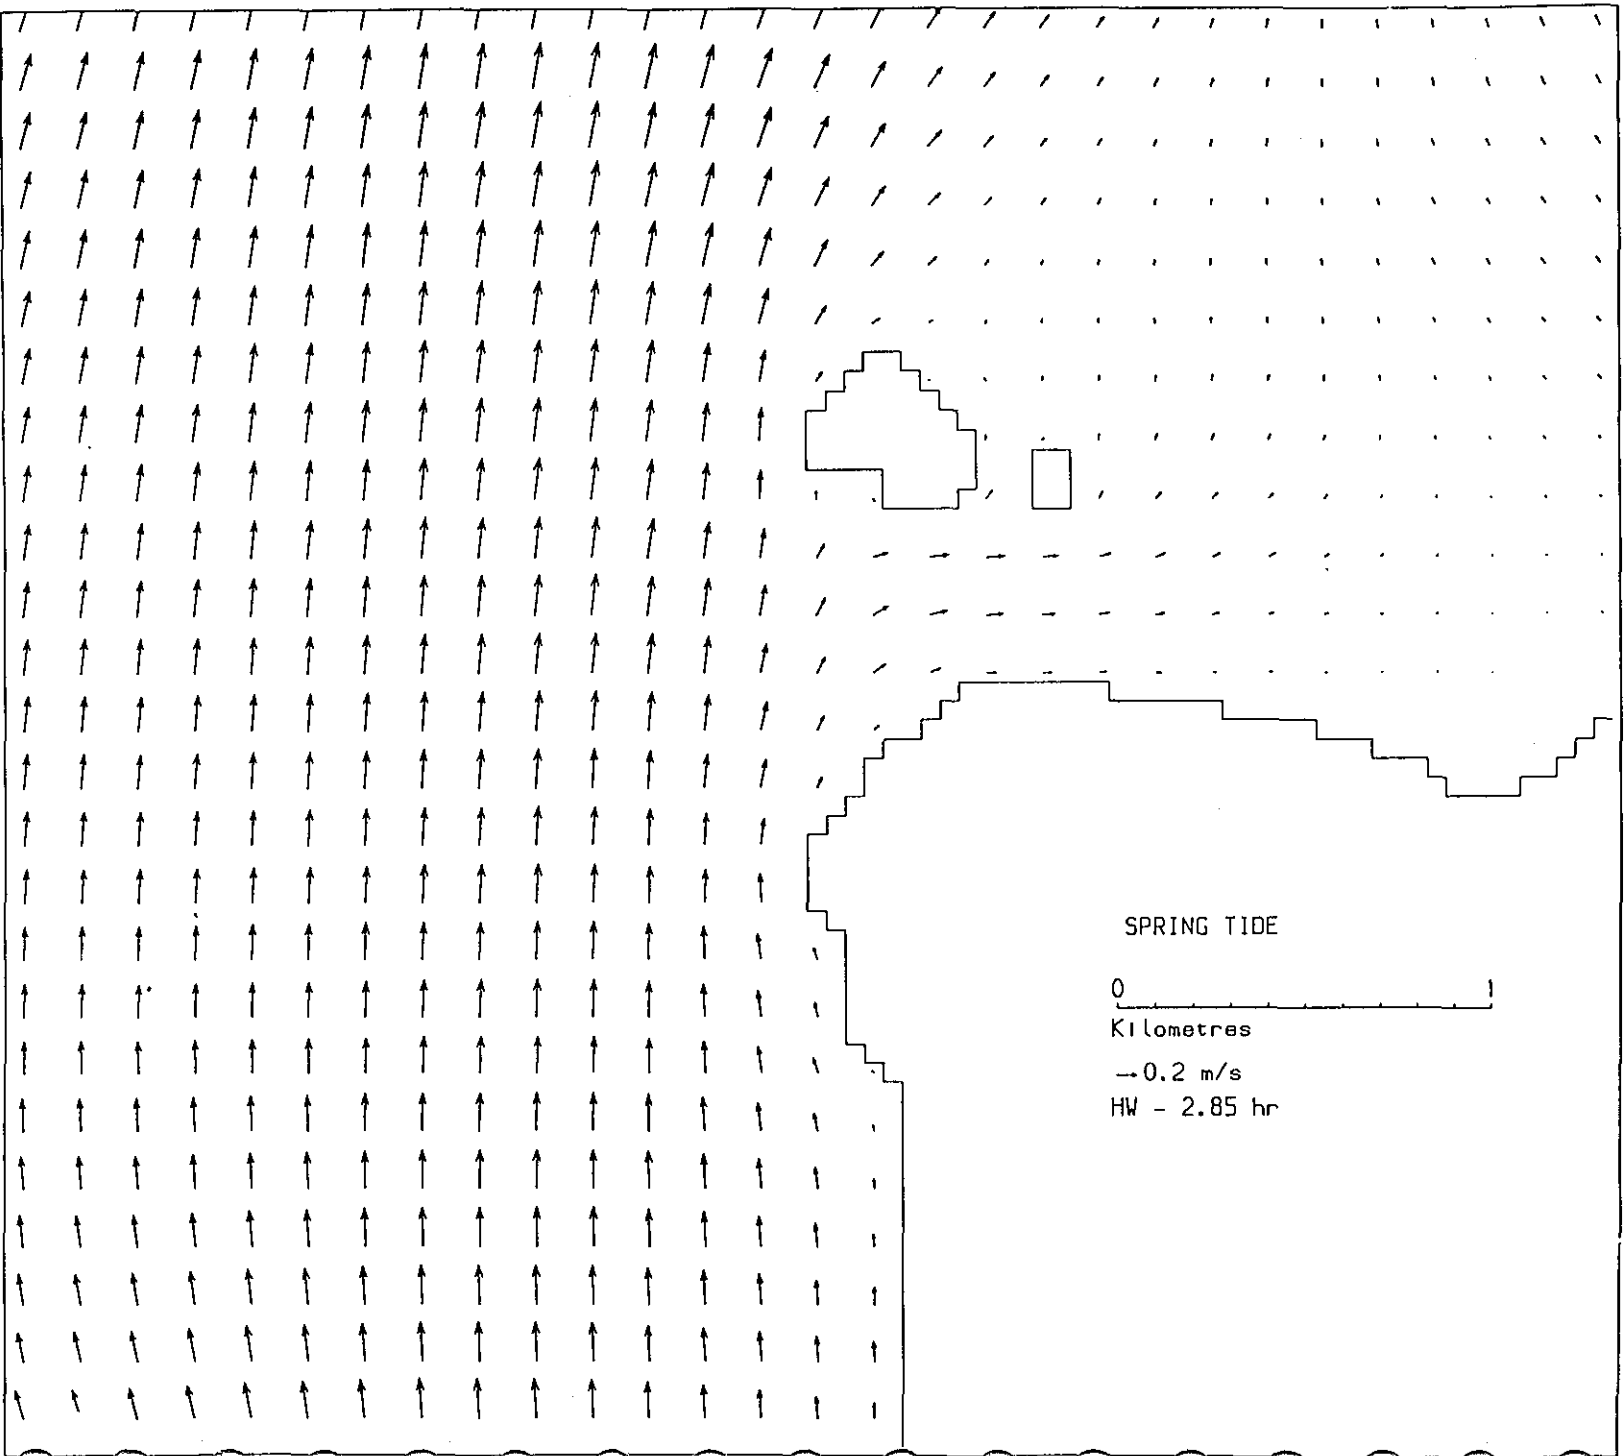 SPRING TIDE
0 1
Kilometres
→0.2 m/s
HW - 2.85 hr